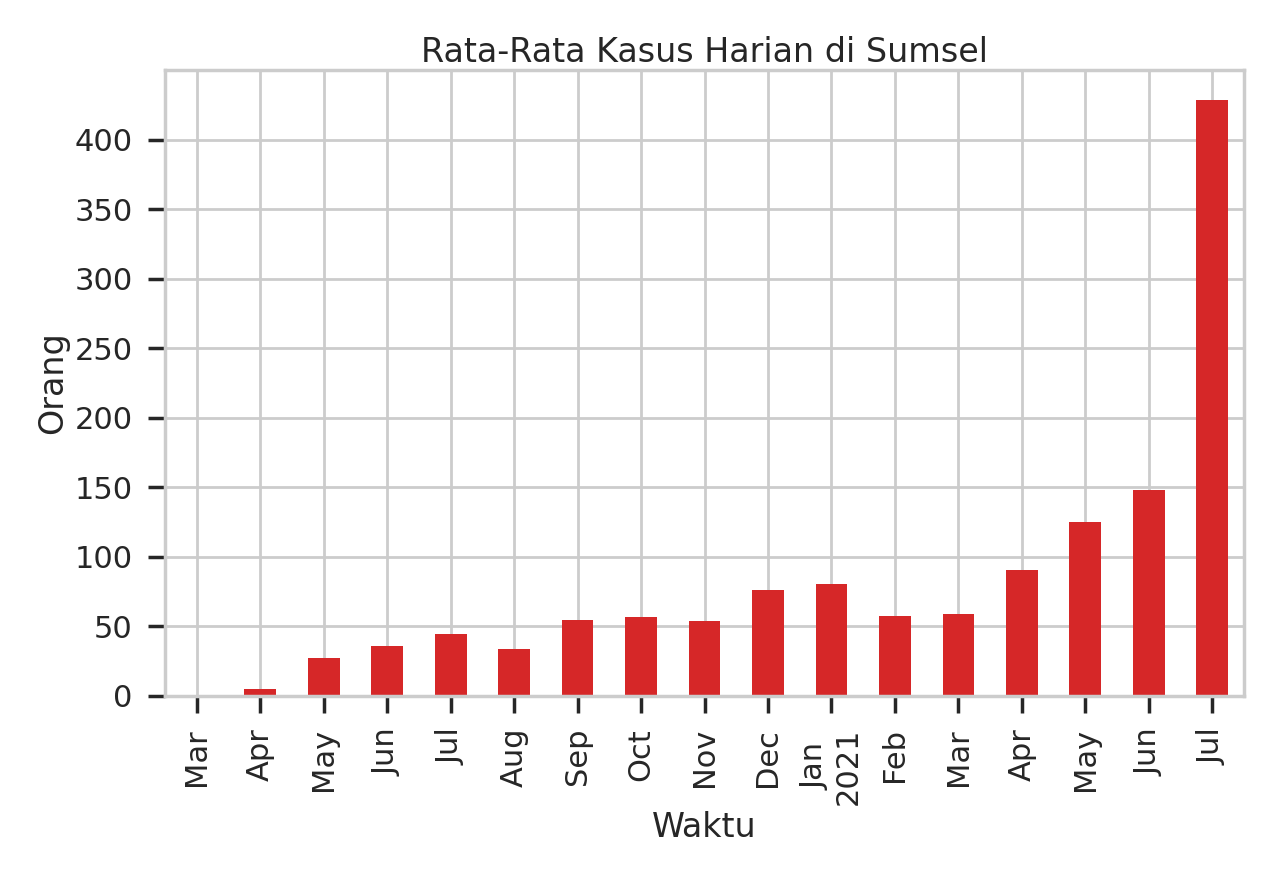 Rata-Rata Kasus Harian di Sumsel
Orang
400
350
300
250
200
150
100
50
0
Mar
Apr
May
Jun
Jul
Aug
Sep
Oct
Nov
Dec
Jan
2021
Feb
Mar
Apr
May
Jun
Jul
Waktu